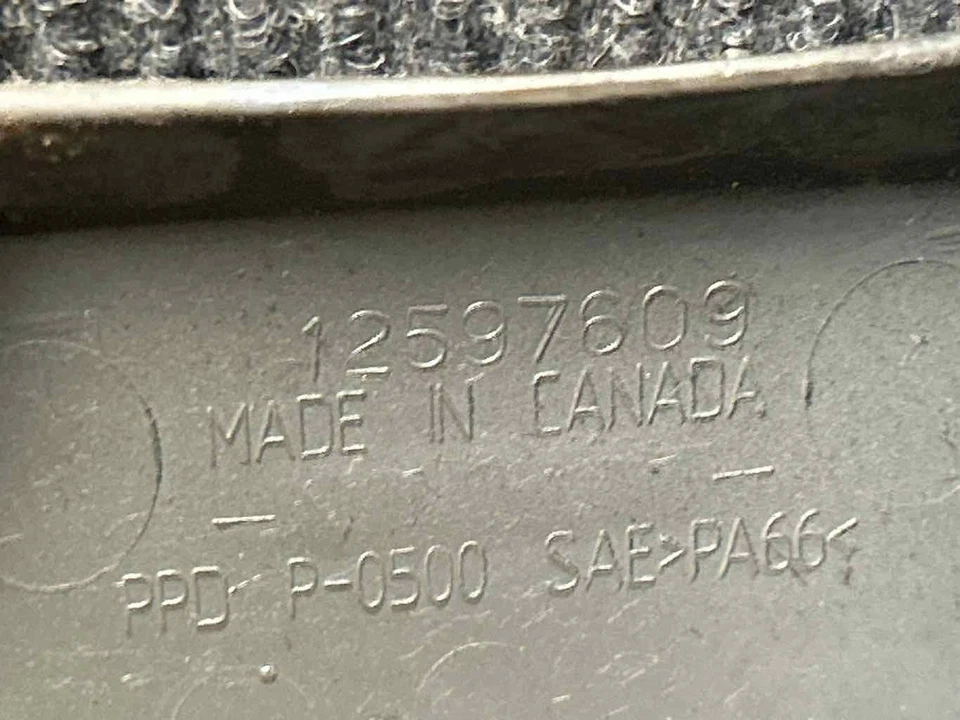 12597609
MADE IN CANADA
PPD P-0500 SAE>PA66<